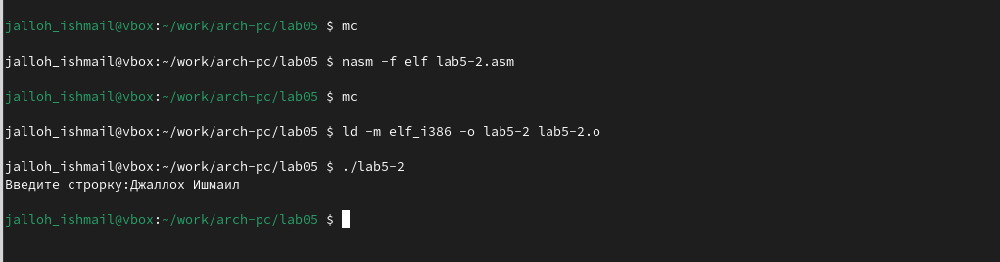 jalloh_ishmail@vbox:~/work/arch-pc/lab05 $ mc
jalloh_ishmail@vbox:~/work/arch-pc/lab05 $ nasm -f elf lab5-2.asm
jalloh_ishmail@vbox:~/work/arch-pc/lab05 $ mc
jalloh_ishmail@vbox:~/work/arch-pc/lab05 $ ld -m elf_i386 -o lab5-2 lab5-2.o
jalloh_ishmail@vbox:~/work/arch-pc/lab05 $ ./lab5-2
Введите строрку:Джаллох Ишмаил
jalloh_ishmail@vbox:~/work/arch-pc/lab05 $